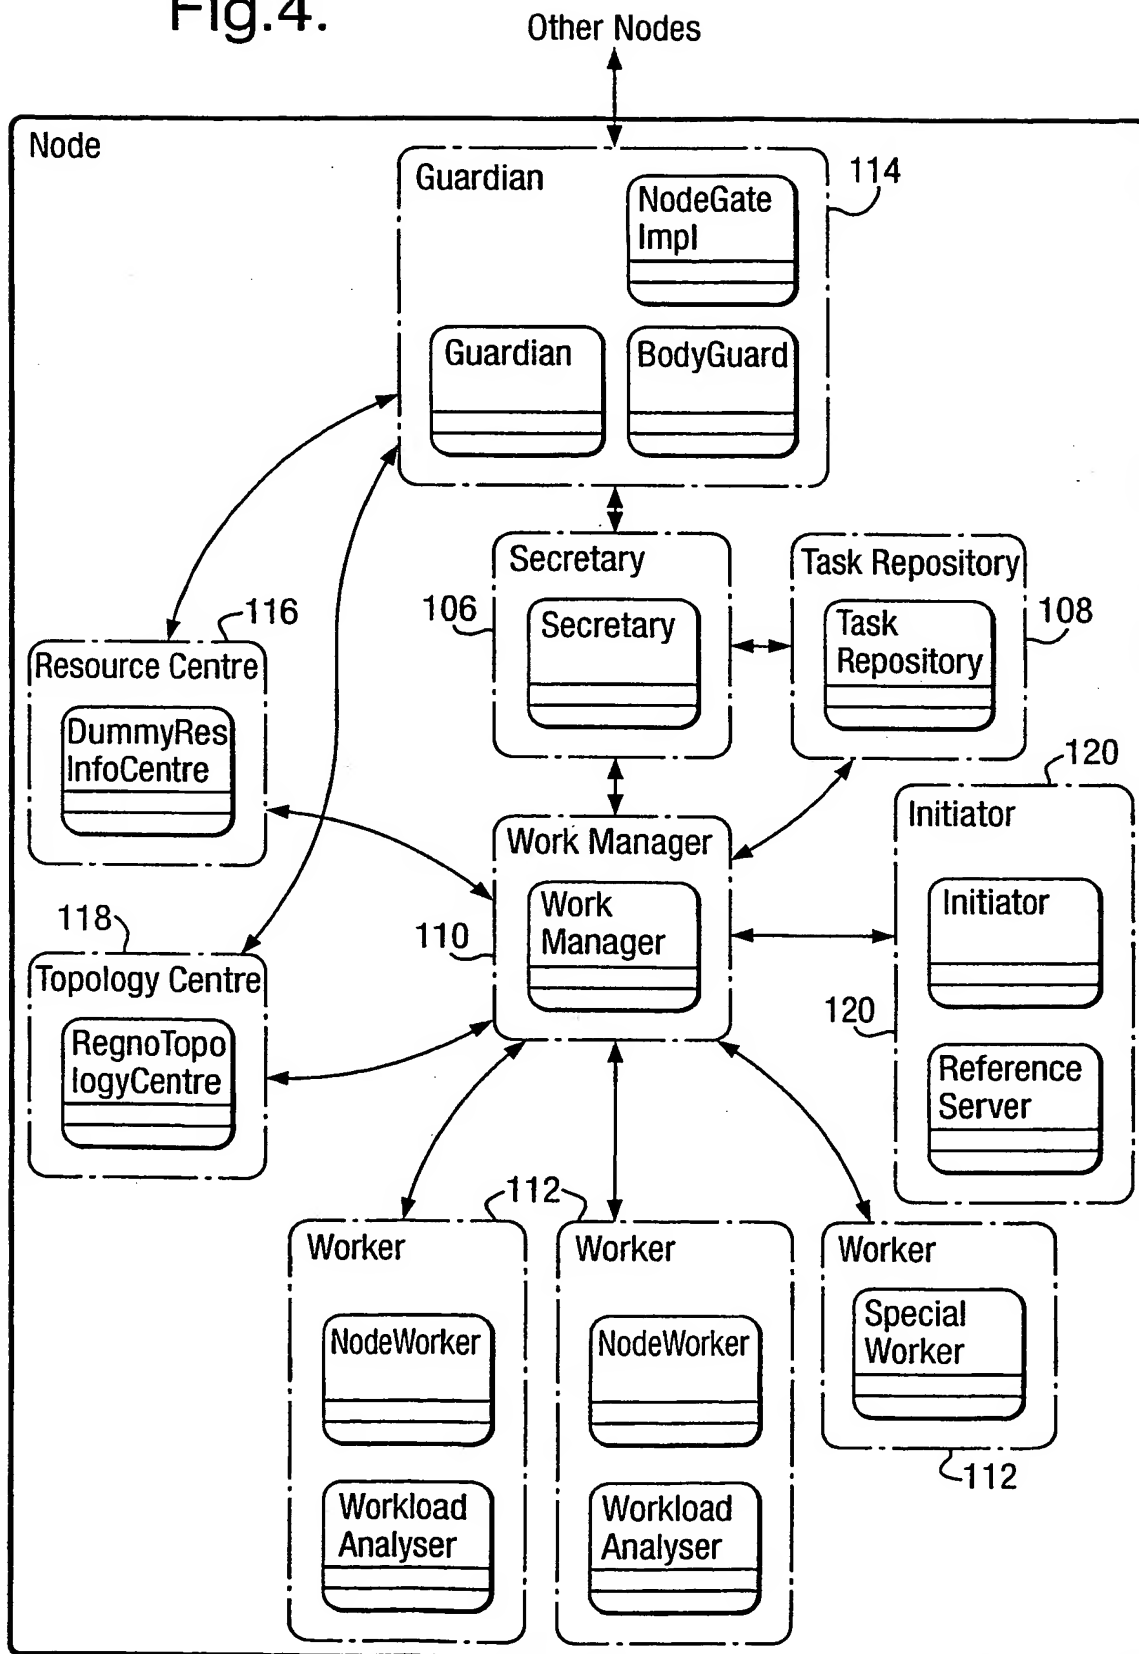 Fig.4.
Other Nodes
Node
Guardian
114
NodeGate
Impl
Guardian
BodyGuard
Secretary
Task Repository
106
Secretary
Task
Repository
108
116
Resource Centre
DummyRes
InfoCentre
120
Initiator
Work Manager
Work
Manager
110
Initiator
118
Topology Centre
RegnoTopo
logyCentre
120
Reference
Server
112
112
Worker
Worker
Worker
NodeWorker
NodeWorker
Special
Worker
112
Workload
Analyser
Workload
Analyser